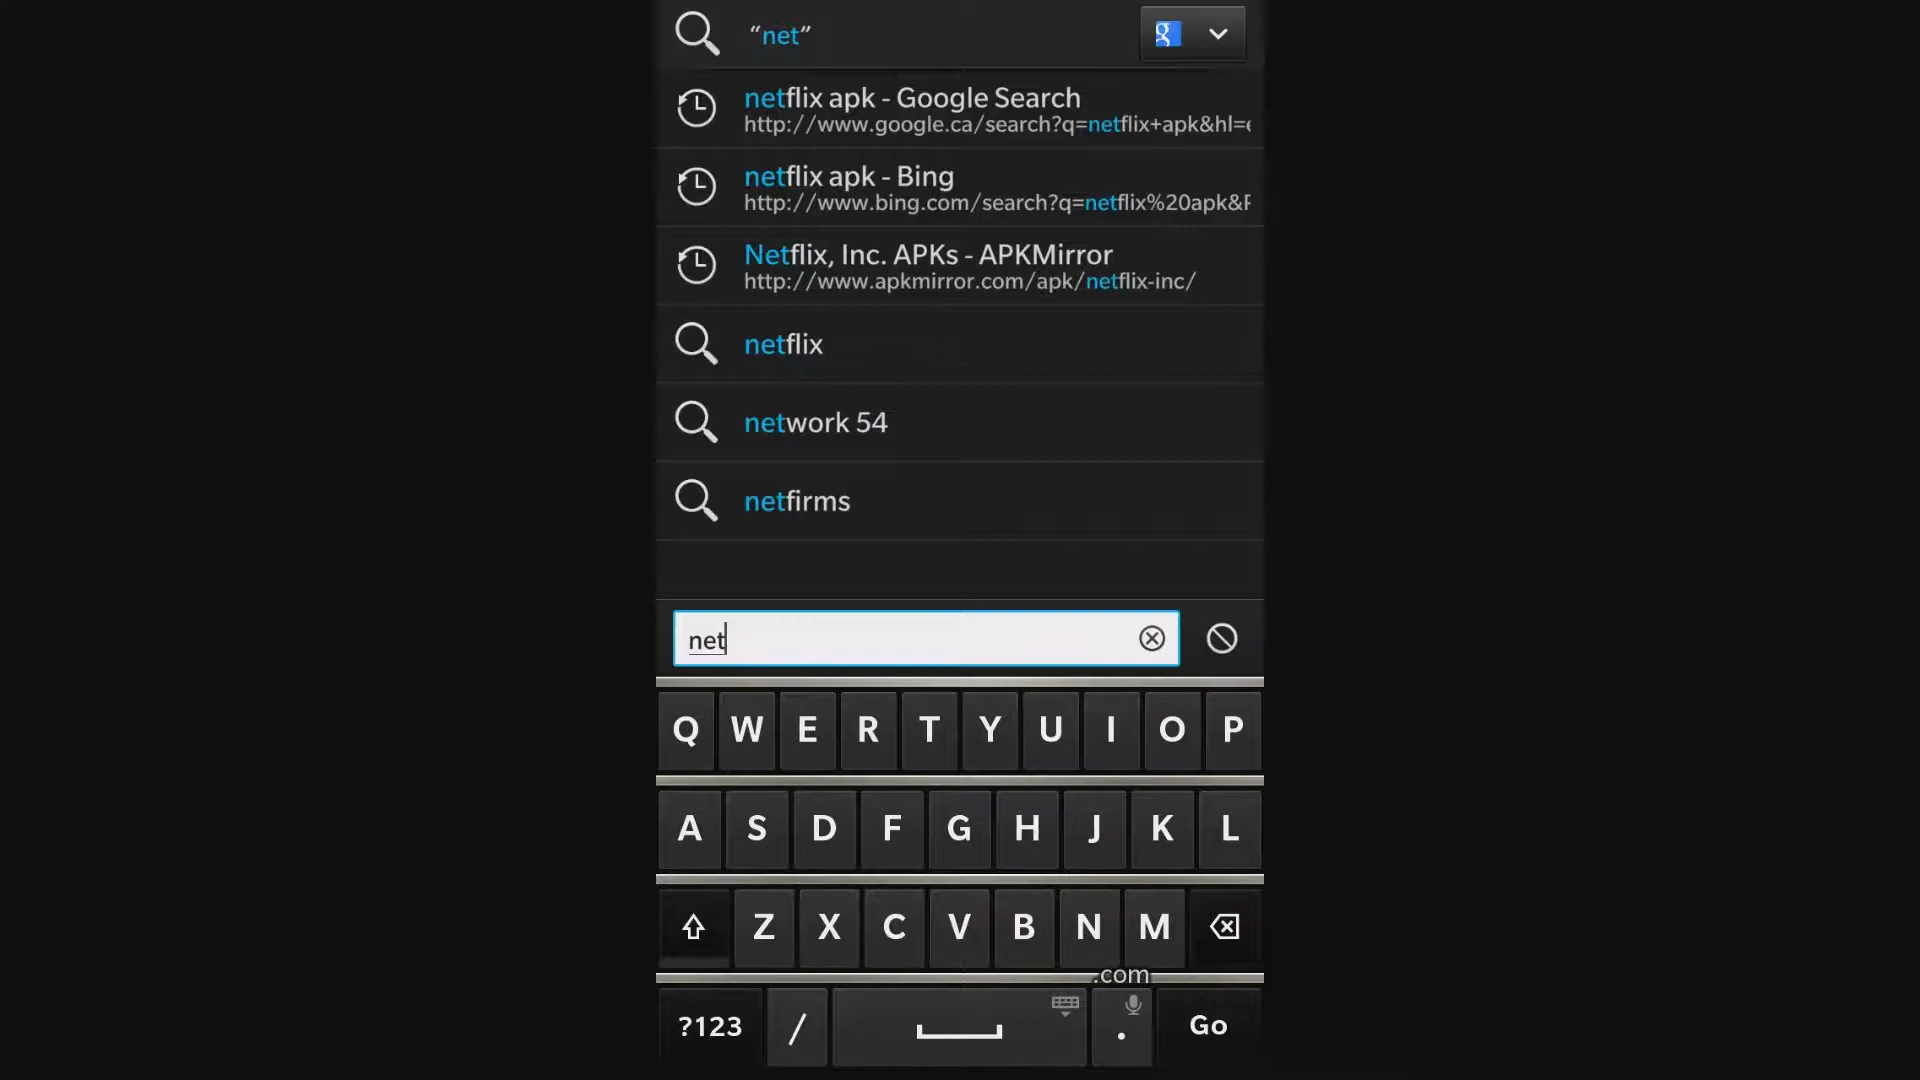 “net”
g
netflix apk - Google Search
http://www.google.ca/search?q=netflix+apk&hl=e
netflix apk - Bing
http://www.bing.com/search?q=netflix%20apk&F
Netflix, Inc. APKs - APKMirror
http://www.apkmirror.com/apk/netflix-inc/
netflix
network 54
netfirms
net
Q W E R T Y U I O P
A S D F G H J K L
Z X C V B N M
.com
?123 / . Go